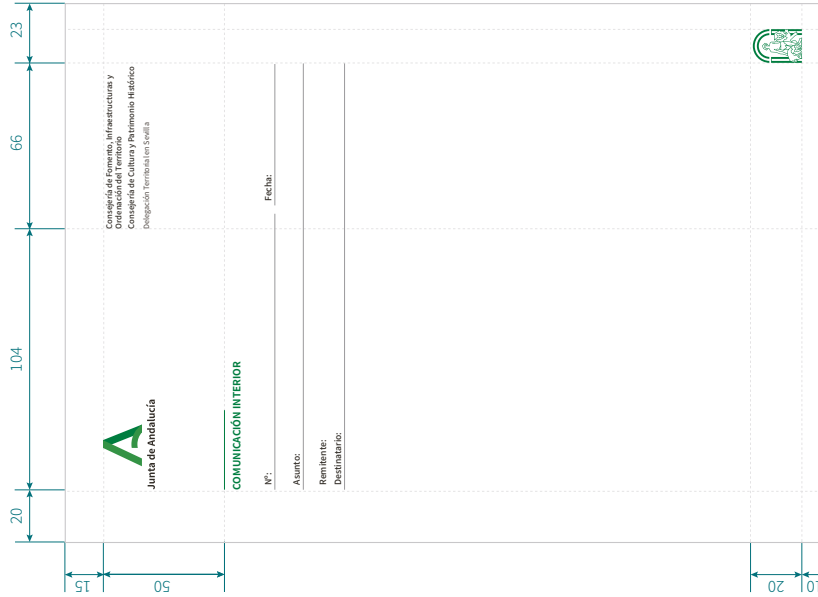 Consejería de Fomento, Infraestructuras y
Ordenación del Territorio
Consejería de Cultura y Patrimonio Histórico
Delegación Territorial en Sevilla
Junta de Andalucía
COMUNICACIÓN INTERIOR
Nº:
Fecha:
Asunto:
Remitente:
Destinatario:
23
66
104
20
15
50
20
10